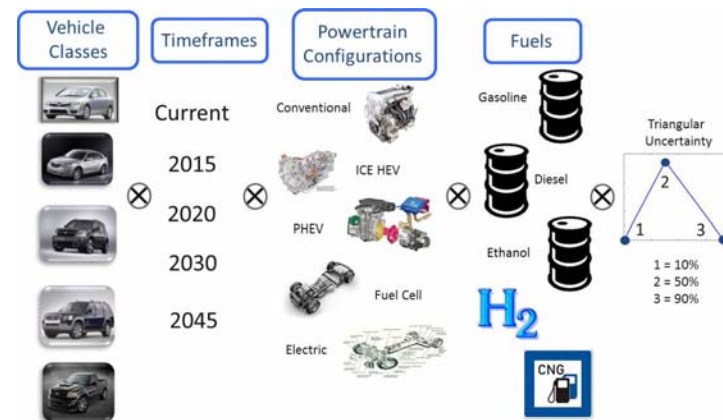 Vehicle
Classes
Timeframes
Powertrain
Configurations
Fuels
Current
2015
2020
2030
2045
Conventional
ICE HEV
PHEV
Fuel Cell
Electric
Gasoline
Diesel
Ethanol
H2
CNG
Triangular
Uncertainty
2
1
3
1 = 10%
2 = 50%
3 = 90%